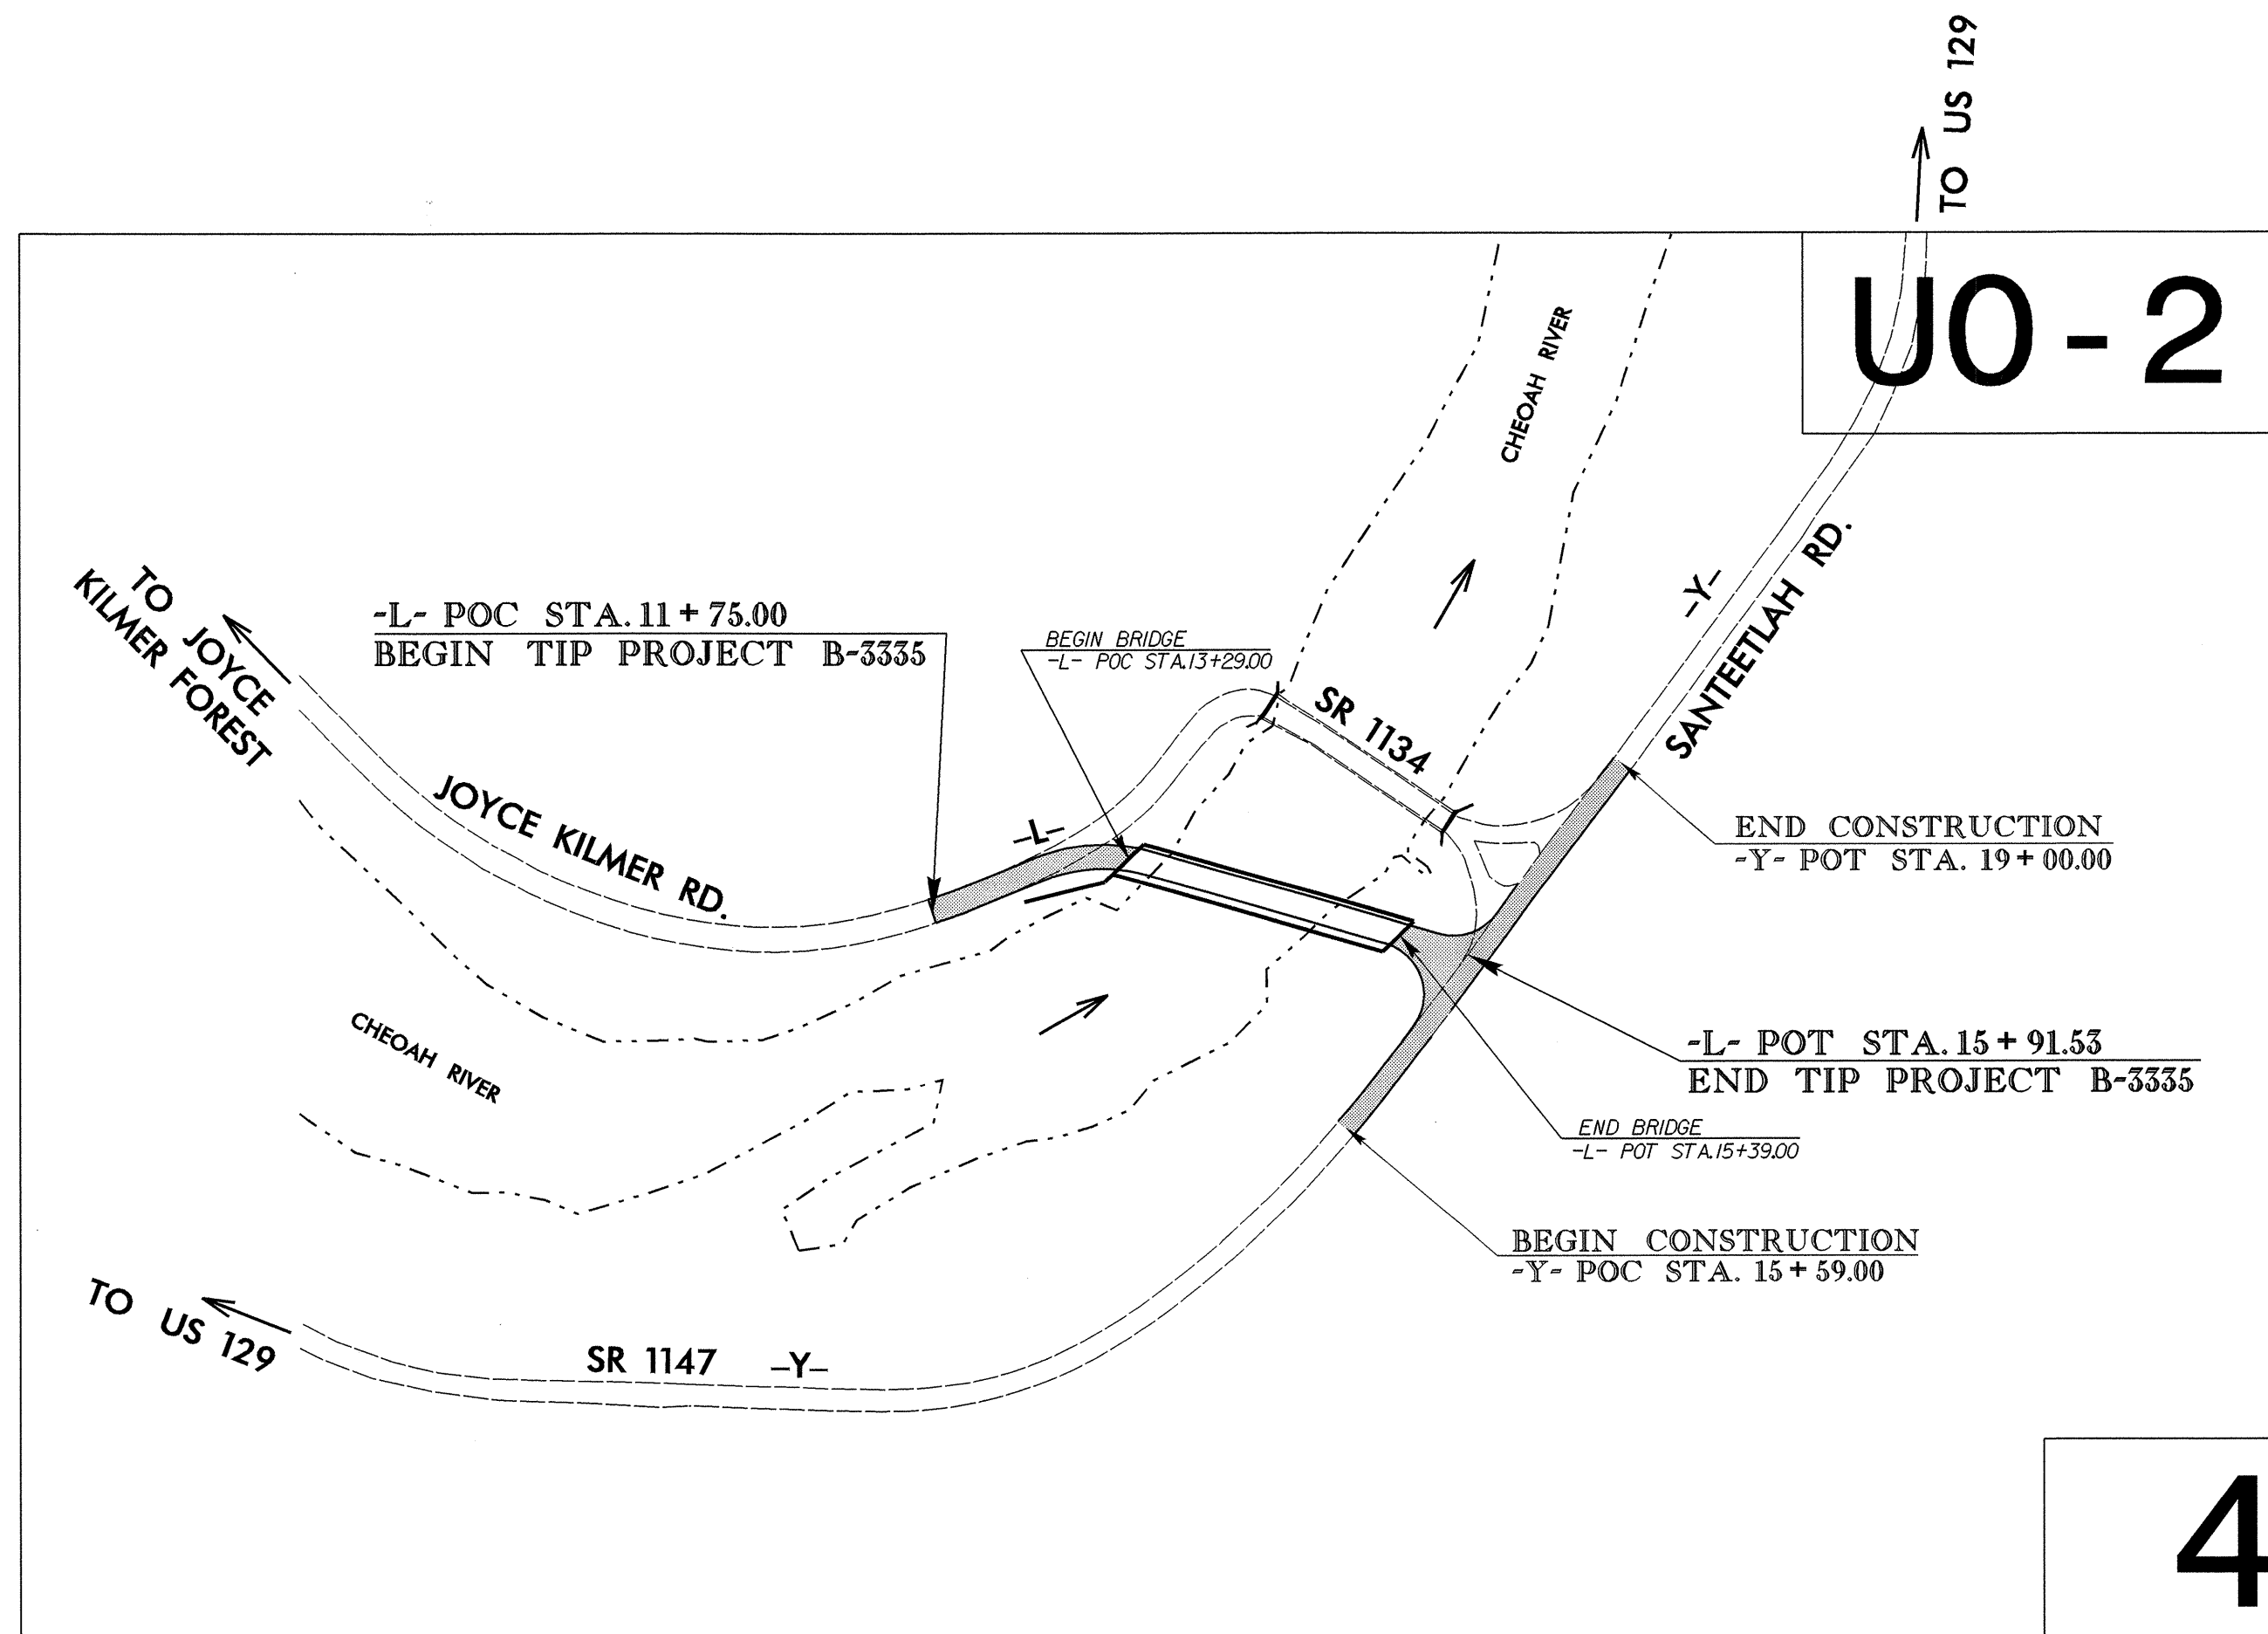 TO US 129
UO-2
CHEOAH RIVER
TO JOYCE
KILMER FOREST
-L- POC STA. 11+75.00
BEGIN TIP PROJECT B-3335
BEGIN BRIDGE
-L- POC STA.13+29.00
SR 1134
-Y-
SANTEETLAH RD.
JOYCE KILMER RD.
-L-
END CONSTRUCTION
-Y- POT STA. 19+00.00
CHEOAH RIVER
-L- POT STA. 15+91.53
END TIP PROJECT B-3335
END BRIDGE
-L- POT STA.15+39.00
BEGIN CONSTRUCTION
-Y- POC STA. 15+59.00
TO US 129
SR 1147 -Y-
4